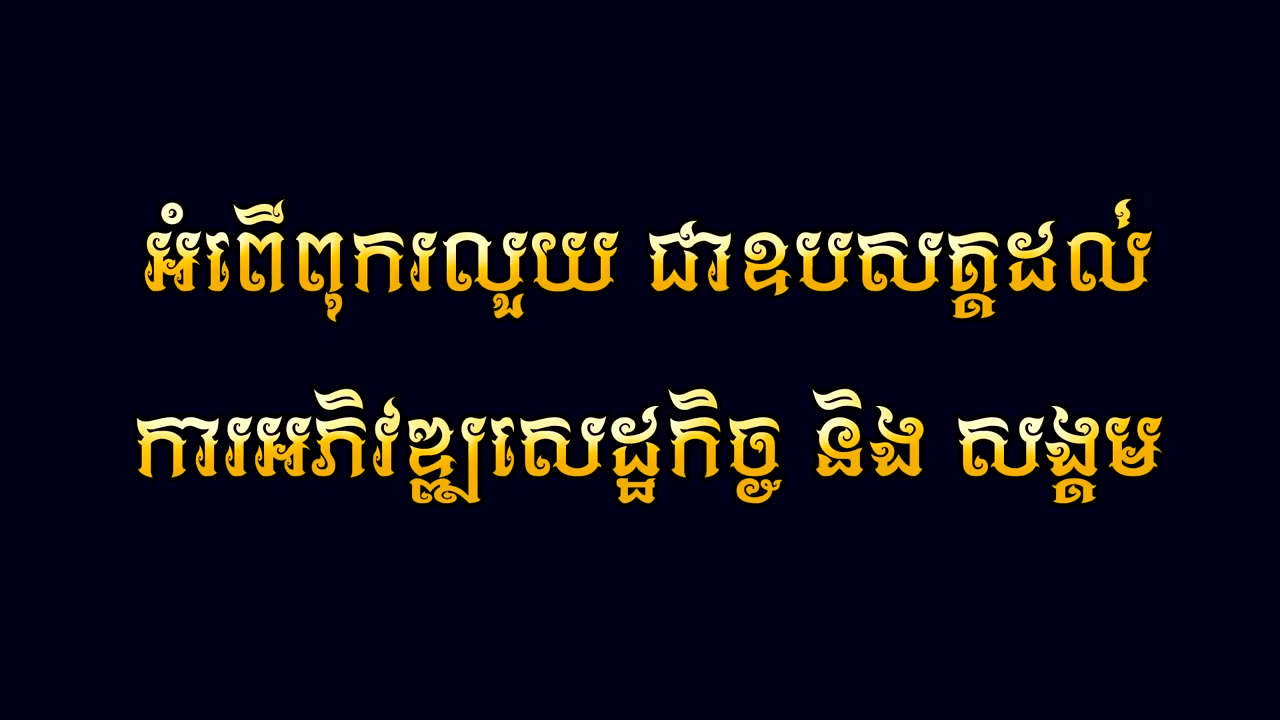 អំពើពុករលួយ ជាឧបសគ្គដល់
ការអភិវឌ្ឍសេដ្ឋកិច្ច និង សង្គម